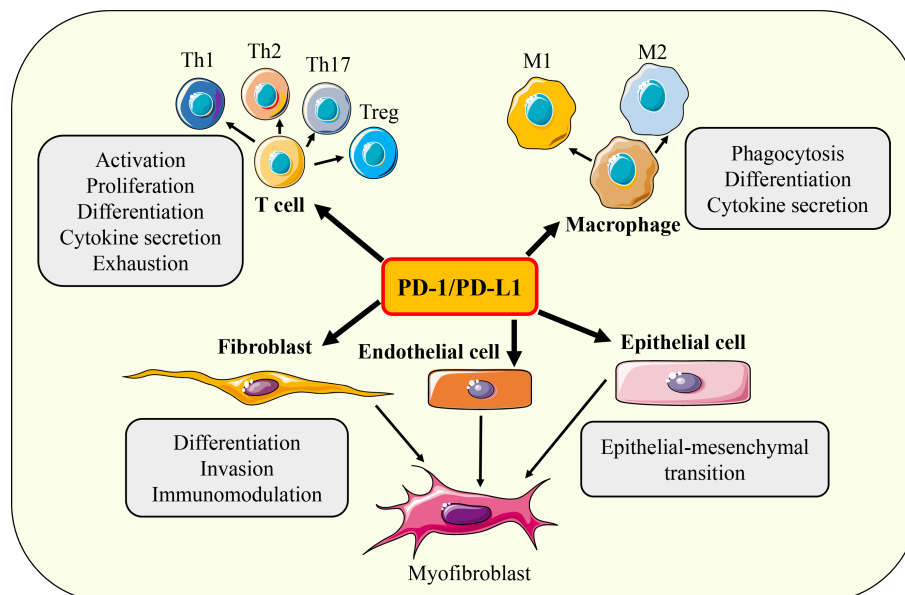 Th1
Th2
Th17
Treg
T cell
Activation
Proliferation
Differentiation
Cytokine secretion
Exhaustion
M1
M2
Macrophage
Phagocytosis
Differentiation
Cytokine secretion
PD-1/PD-L1
Fibroblast
Endothelial cell
Epithelial cell
Differentiation
Invasion
Immunomodulation
Epithelial-mesenchymal
transition
Myofibroblast